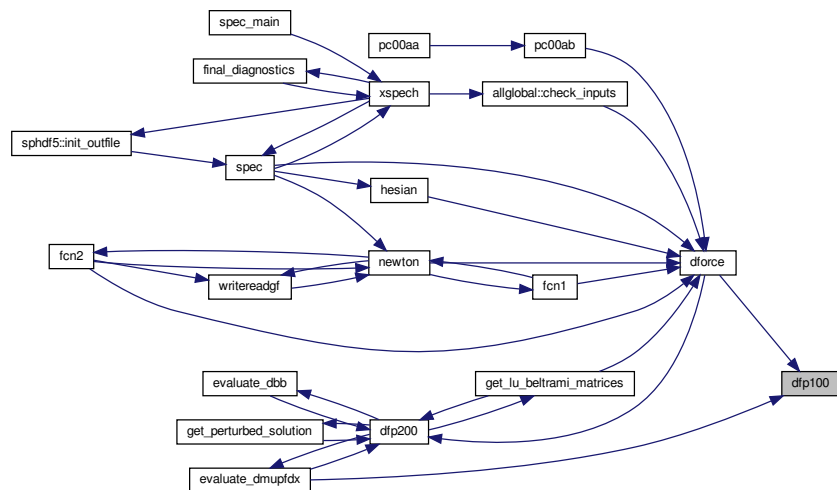 spec_main
pc00aa
pc00ab
final_diagnostics
xspech
allglobal::check_inputs
sphdf5::init_outfile
spec
hesian
fcn2
newton
dforce
writereadgf
fcn1
evaluate_dbb
get_lu_beltrami_matrices
dfp100
get_perturbed_solution
dfp200
evaluate_dmupfdx